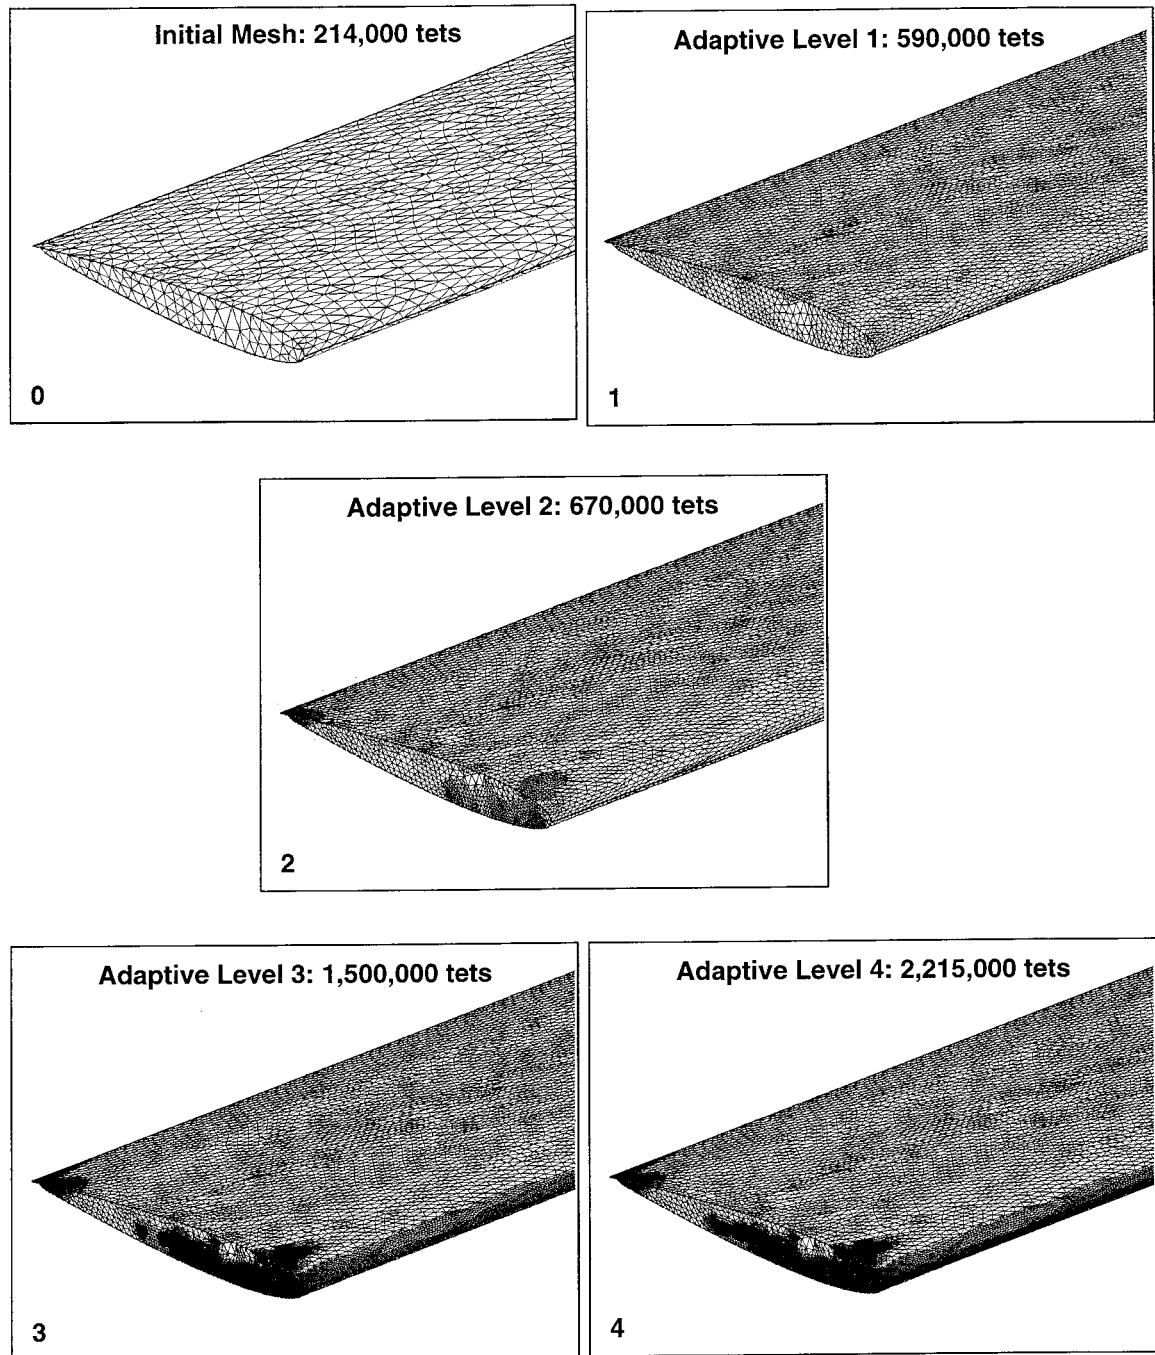 Initial Mesh: 214,000 tets
0
Adaptive Level 1: 590,000 tets
1
Adaptive Level 2: 670,000 tets
2
Adaptive Level 3: 1,500,000 tets
3
Adaptive Level 4: 2,215,000 tets
4